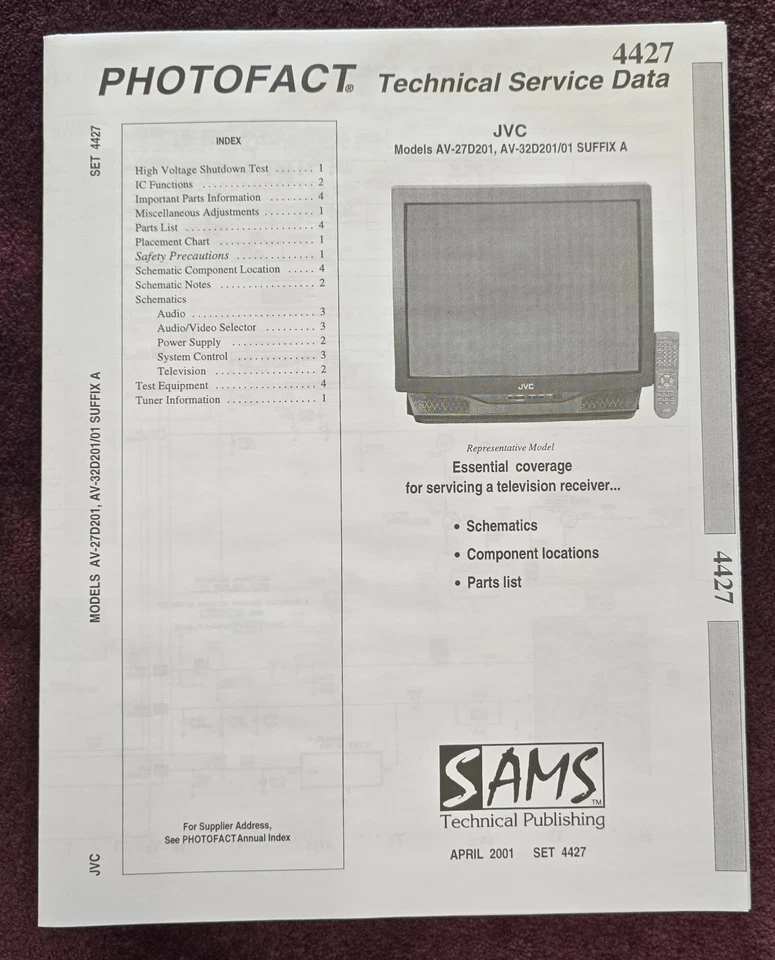 4427
PHOTOFACT® Technical Service Data
SET 4427
MODELS AV-27D201, AV-32D201/01 SUFFIX A
JVC
INDEX
High Voltage Shutdown Test ....... 1
IC Functions .................... 2
Important Parts Information ........ 4
Miscellaneous Adjustments ......... 1
Parts List ....................... 4
Placement Chart ................. 1
Safety Precautions .............. 1
Schematic Component Location ..... 4
Schematic Notes ................. 2
Schematics
Audio ....................... 3
Audio/Video Selector ......... 3
Power Supply ............... 2
System Control .............. 3
Television ................... 2
Test Equipment .................. 4
Tuner Information ................ 1
For Supplier Address,
See PHOTOFACT Annual Index
JVC
Models AV-27D201, AV-32D201/01 SUFFIX A
JVC
Representative Model
Essential coverage
for servicing a television receiver...
• Schematics
• Component locations
• Parts list
SAMS™
Technical Publishing
APRIL 2001 SET 4427
4427